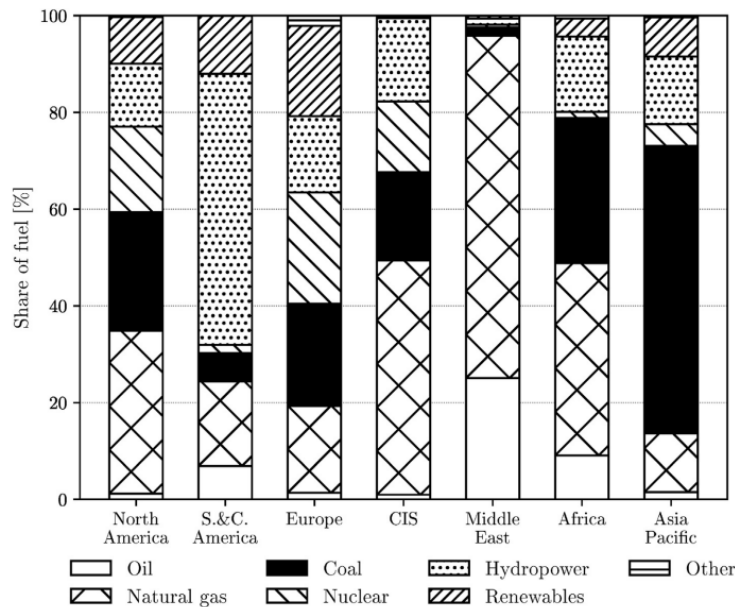 100
80
60
40
20
0
Share of fuel [%]
North
America
S.&C.
America
Europe
CIS
Middle
East
Africa
Asia
Pacific
Oil
Coal
Hydropower
Other
Natural gas
Nuclear
Renewables